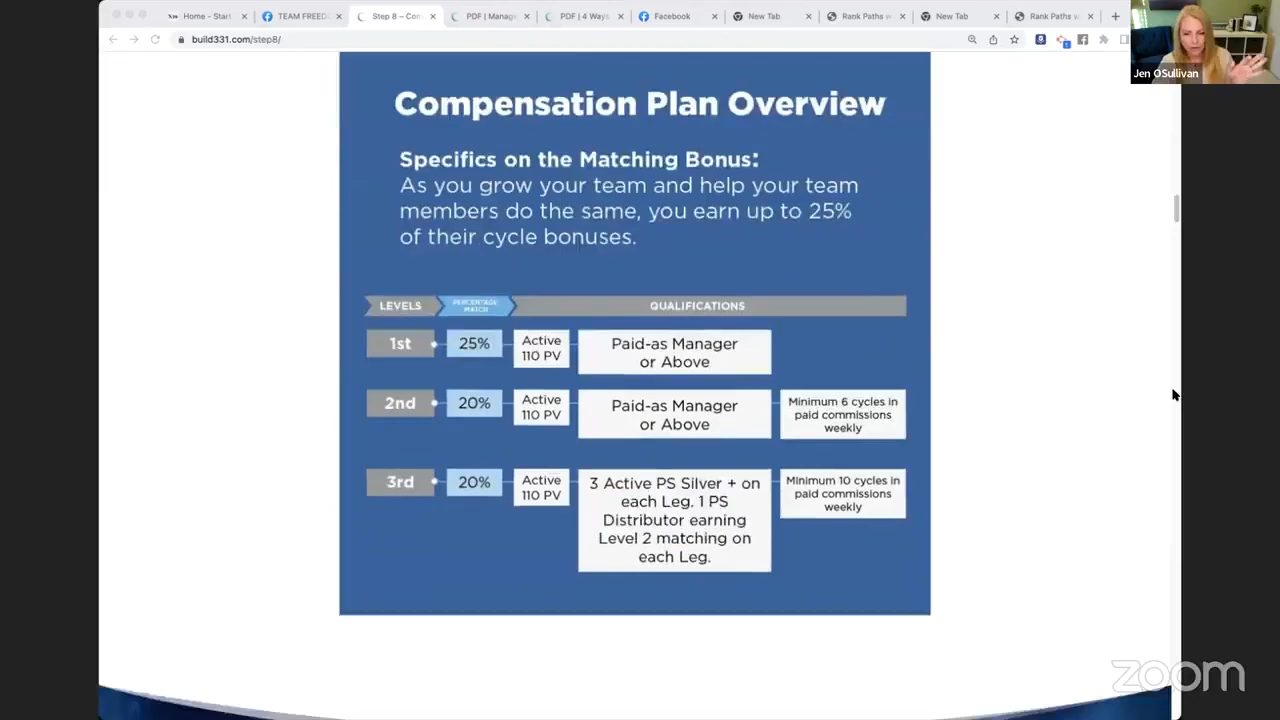 Home - Start
TEAM FREED
Step 8 – Com
PDF | Manag
PDF | 4 Ways
Facebook
New Tab
Rank Paths w
New Tab
Rank Paths w
build331.com/step8/
Jen OSullivan
Compensation Plan Overview
Specifics on the Matching Bonus:
As you grow your team and help your team
members do the same, you earn up to 25%
of their cycle bonuses.
LEVELS
PERCENTAGE
MATCH
QUALIFICATIONS
1st
25%
Active
110 PV
Paid-as Manager
or Above
2nd
20%
Active
110 PV
Paid-as Manager
or Above
Minimum 6 cycles in
paid commissions
weekly
3rd
20%
Active
110 PV
3 Active PS Silver + on
each Leg. 1 PS
Distributor earning
Level 2 matching on
each Leg.
Minimum 10 cycles in
paid commissions
weekly
zoom